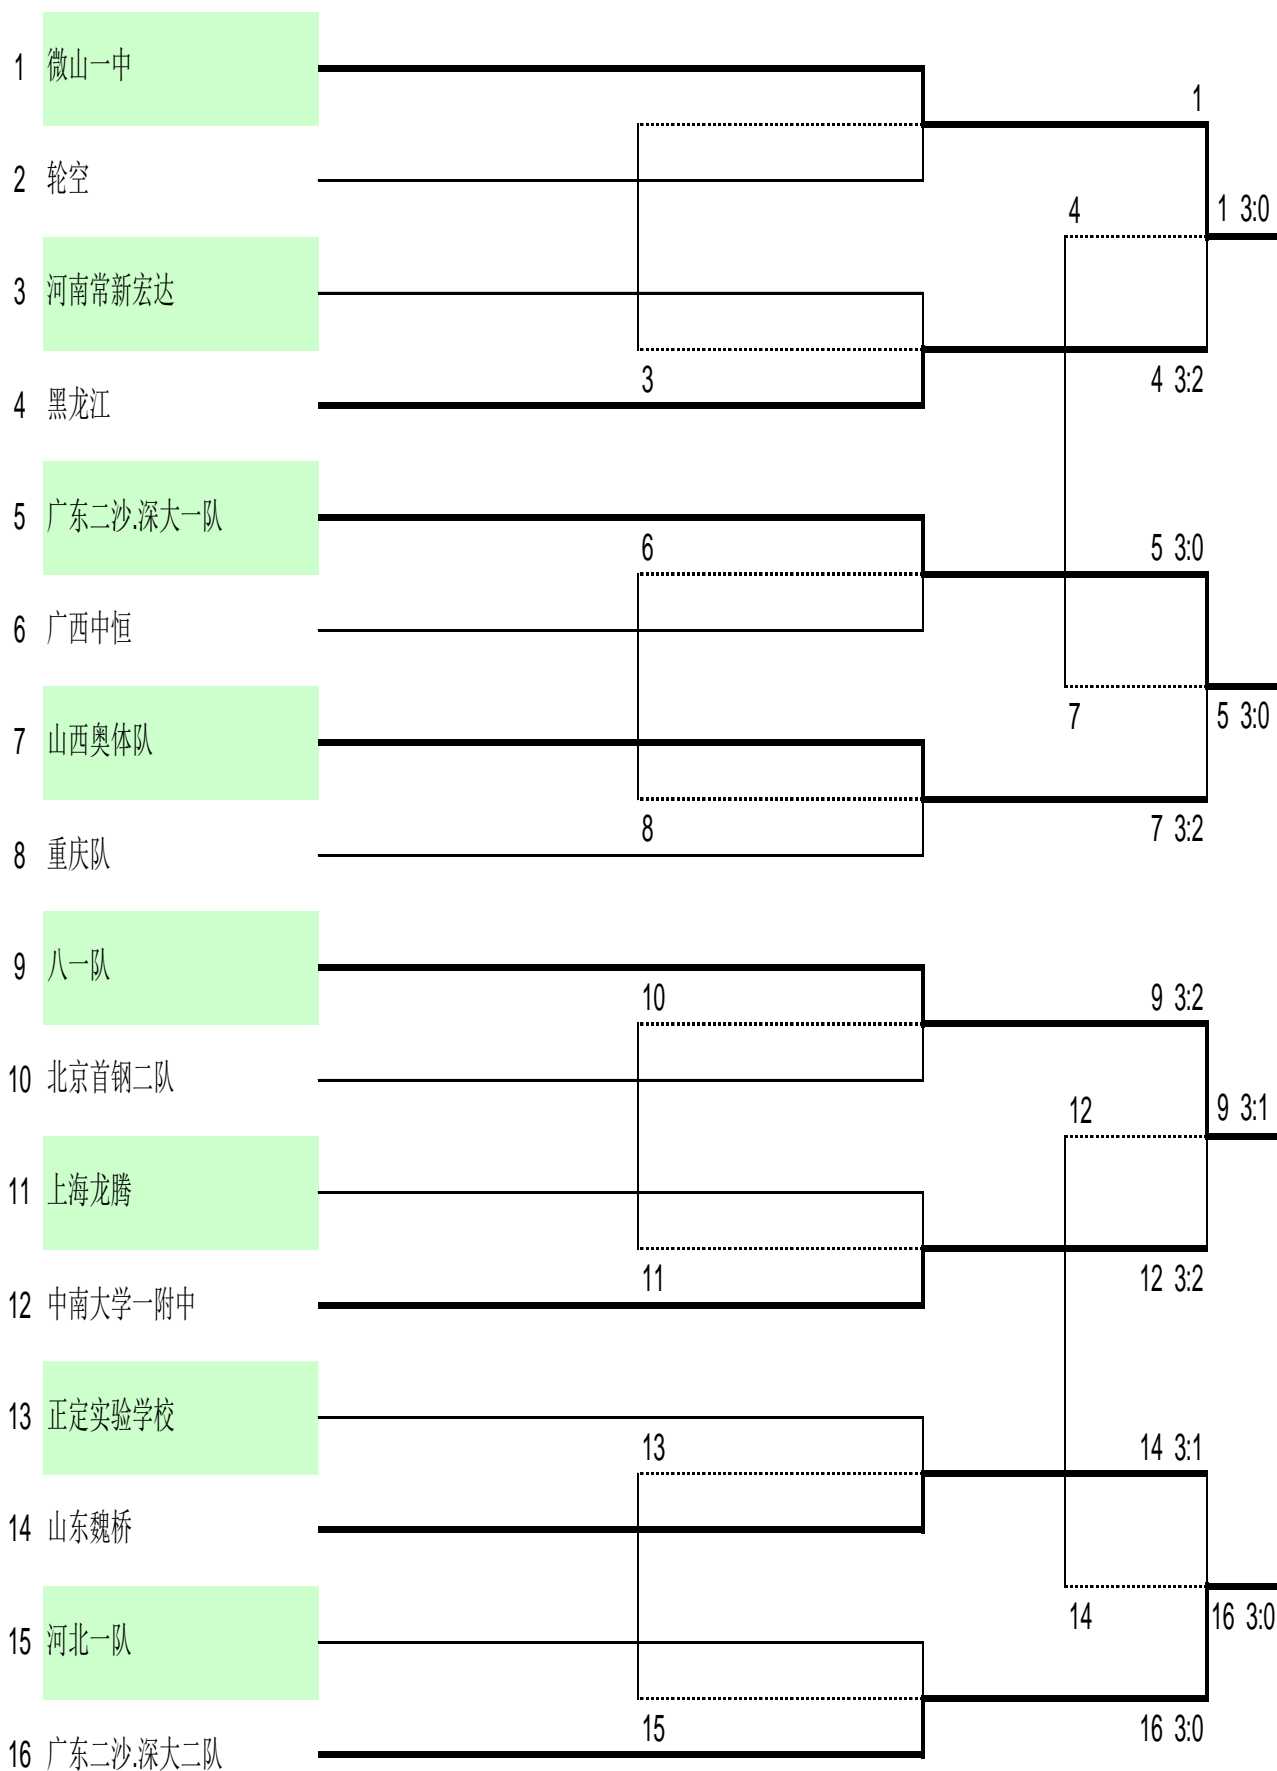 1 微山一中
1
2 轮空
4
1 3:0
3 河南常新宏达
3
4 3:2
4 黑龙江
5 广东二沙.深大一队
6
5 3:0
6 广西中恒
7
5 3:0
7 山西奥体队
8
7 3:2
8 重庆队
9 八一队
10
9 3:2
10 北京首钢二队
12
9 3:1
11 上海龙腾
11
12 3:2
12 中南大学一附中
13 正定实验学校
13
14 3:1
14 山东魏桥
14
16 3:0
15 河北一队
15
16 3:0
16 广东二沙.深大二队